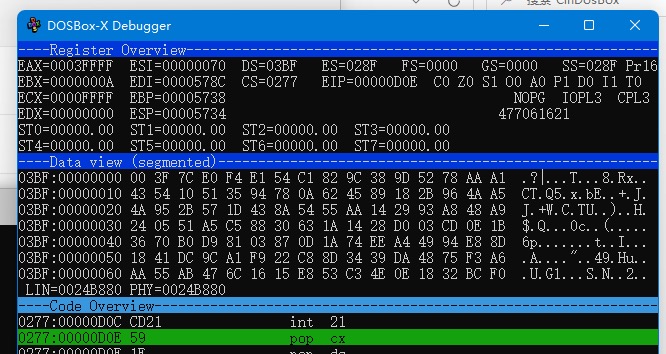 搜索 CnDosBox
DOSBox-X Debugger
----Register Overview----
EAX=0003FFFF ESI=00000070 DS=03BF ES=028F FS=0000 GS=0000 SS=028F Pr16
EBX=0000000A EDI=0000578C CS=0277 EIP=00000D0E C0 Z0 S1 O0 A0 P1 D0 I1 T0
ECX=0000FFFF EBP=00005738 NOPG IOPL3 CPL3
EDX=00000000 ESP=00005734 477061621
ST0=00000.00 ST1=00000.00 ST2=00000.00 ST3=00000.00
ST4=00000.00 ST5=00000.00 ST6=00000.00 ST7=00000.00
----Data view (segmented)----
03BF:00000000 00 3F 7C E0 F4 E1 54 C1 82 9C 38 9D 52 78 AA A1 .?|...T...8.Rx..
03BF:00000010 43 54 10 51 35 94 78 0A 62 45 89 18 2B 96 4A A5 CT.Q5.x.bE..+.J.
03BF:00000020 4A 95 2B 57 1D 43 8A 54 55 AA 14 29 93 A8 48 A9 J.+W.C.TU..)..H.
03BF:00000030 24 05 51 A5 C5 88 30 63 1A 14 28 D0 03 CD 0E 1B $.Q...0c..(.....
03BF:00000040 36 70 B0 D9 81 03 87 0D 1A 74 EE A4 49 94 E8 8D 6p.......t..I...
03BF:00000050 18 41 DC 9C A1 F9 22 C8 8D 34 39 DA 48 75 F3 A6 .A...."..49.Hu..
03BF:00000060 AA 55 AB 47 6C 16 15 E8 53 C3 4E 0E 18 32 BC F0 .U.Gl...S.N..2..
LIN=0024B880 PHY=0024B880
----Code Overview----
0277:00000D0C CD21 int 21
0277:00000D0E 59 pop cx
0277:00000D0F 1F pop ds